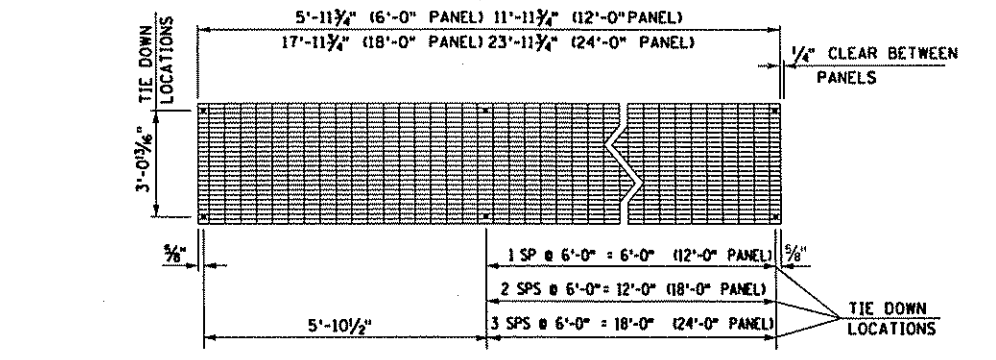 5'-11¾" (6'-0" PANEL) 11'-11¾" (12'-0"PANEL)
17'-11¾" (18'-0" PANEL) 23'-11¾" (24'-0" PANEL)
¼" CLEAR BETWEEN
PANELS
TIE DOWN
LOCATIONS
3'-0¹³⁄₁₆"
⅝"
1 SP @ 6'-0" = 6'-0" (12'-0" PANEL)
⅝"
2 SPS @ 6'-0"= 12'-0" (18'-0" PANEL)
5'-10½"
3 SPS @ 6'-0" = 18'-0" (24'-0" PANEL)
TIE DOWN
LOCATIONS